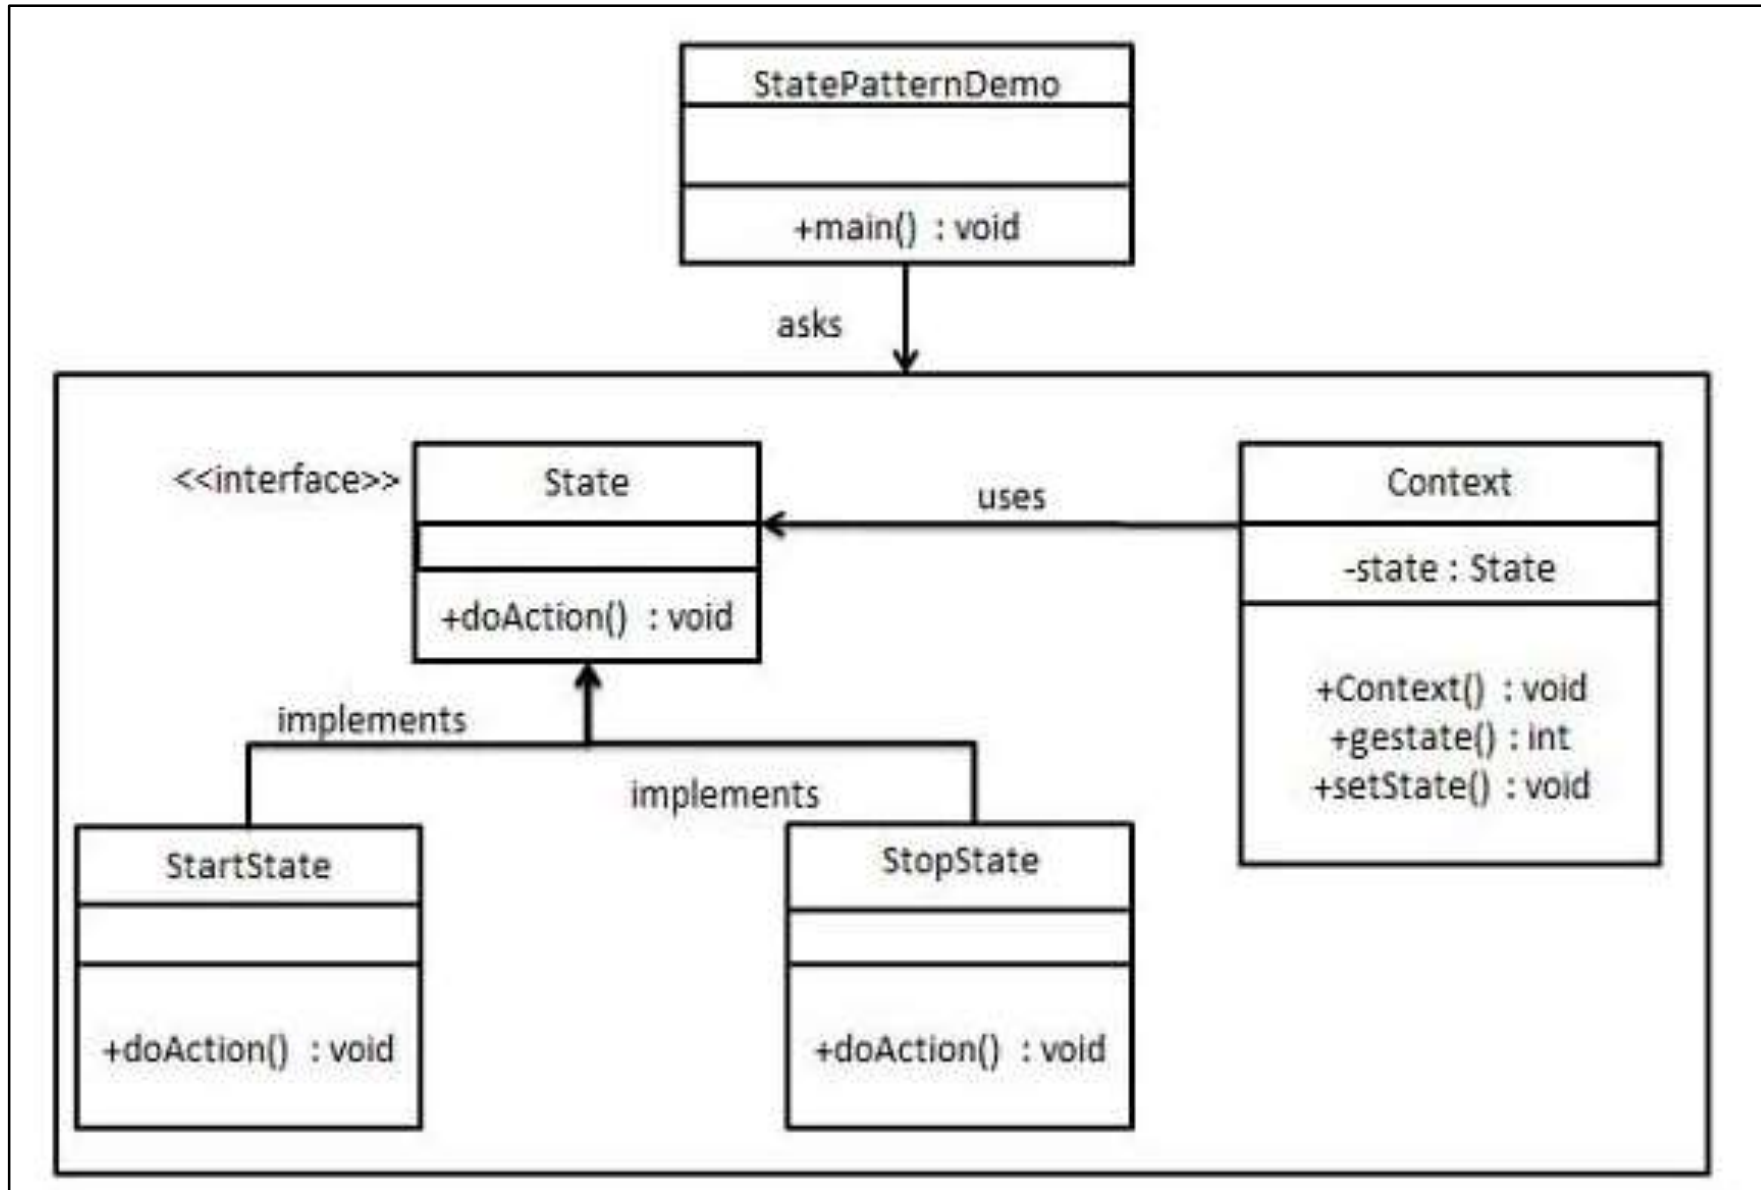 StatePatternDemo
+main() : void
asks
<<interface>>
State
+doAction() : void
uses
Context
-state : State
+Context() : void
+gestate() : int
+setState() : void
implements
implements
StartState
+doAction() : void
StopState
+doAction() : void